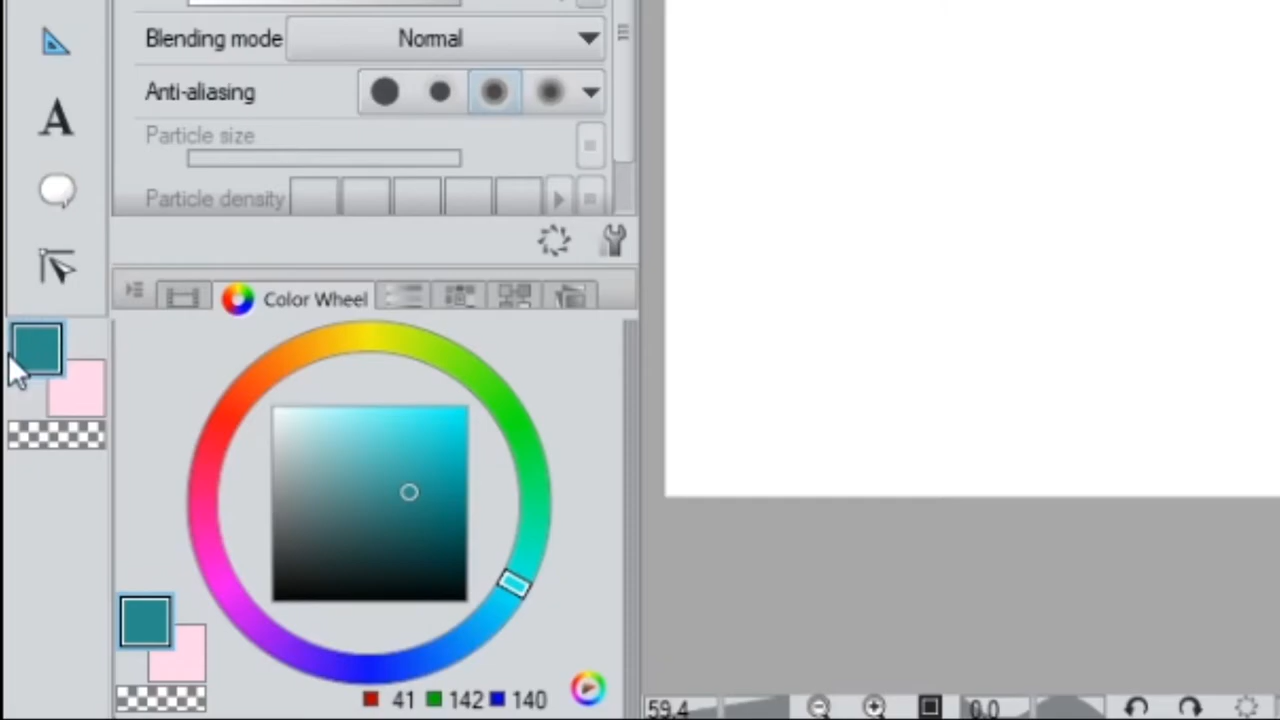 Blending mode Normal
Anti-aliasing
Particle size
Particle density
A
Color Wheel
41 142 140
59.4 0.0